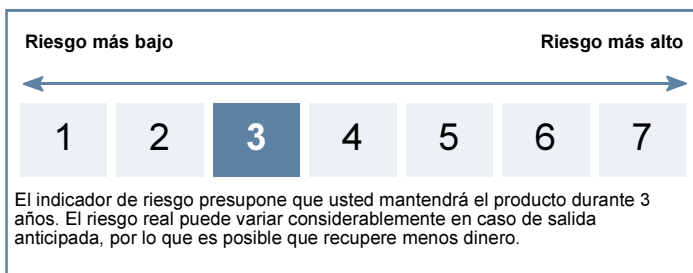 Riesgo más bajo Riesgo más alto
1 2 3 4 5 6 7
El indicador de riesgo presupone que usted mantendrá el producto durante 3
años. El riesgo real puede variar considerablemente en caso de salida
anticipada, por lo que es posible que recupere menos dinero.